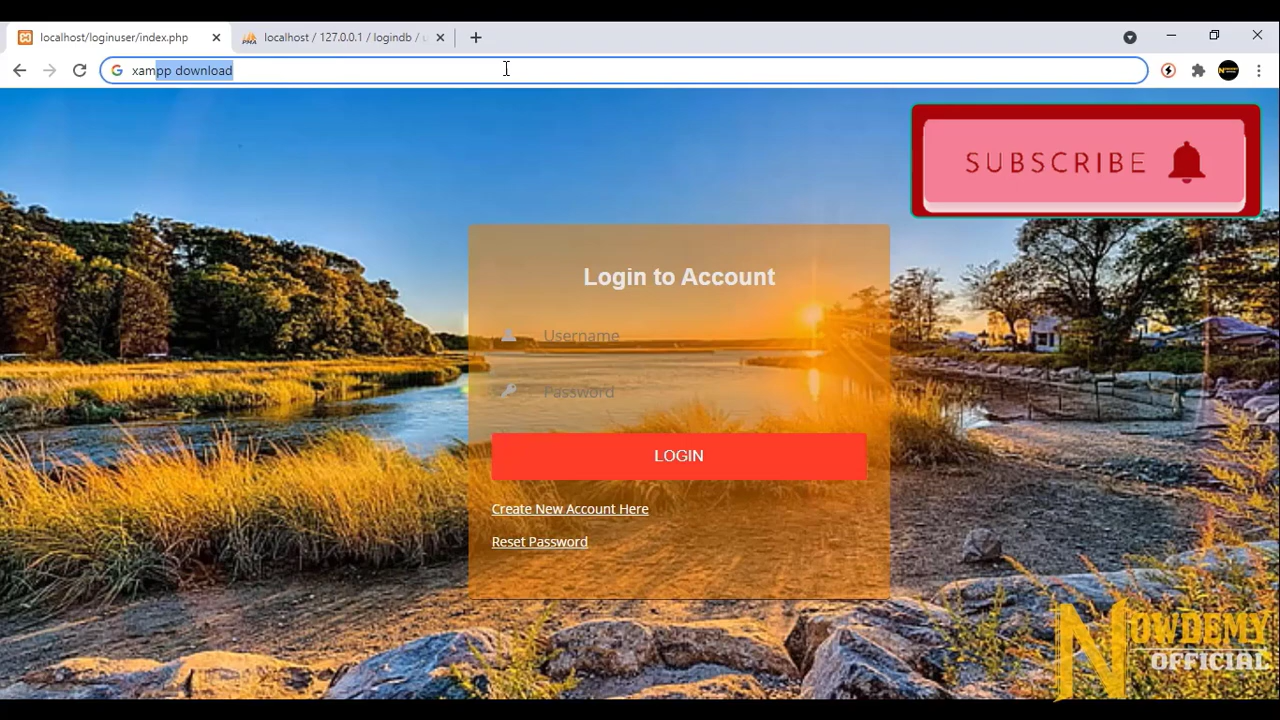 localhost/loginuser/index.php
localhost / 127.0.0.1 / logindb / u
xampp download
SUBSCRIBE
Login to Account
Username
Password
LOGIN
Create New Account Here
Reset Password
NOWDEMY
OFFICIAL